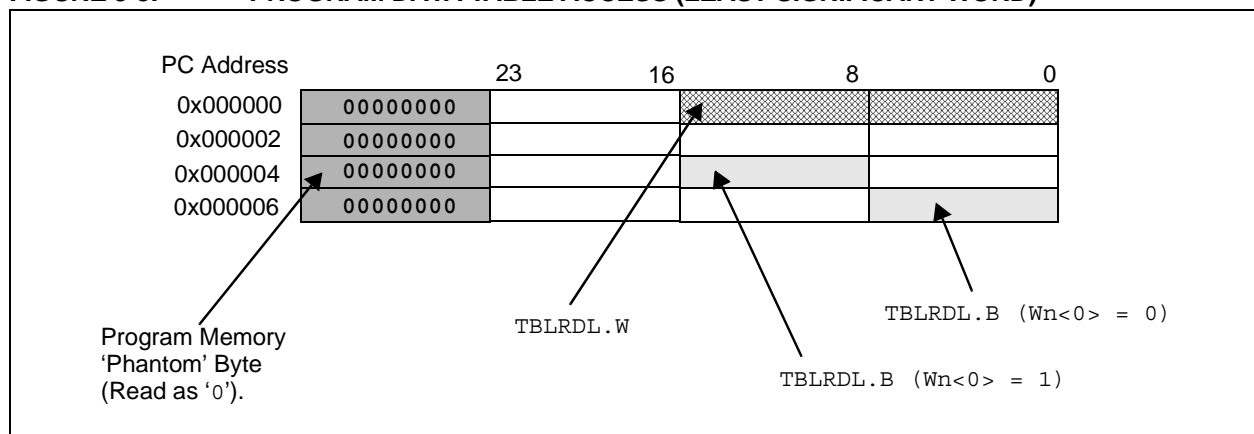 PC Address
23 16 8 0
0x000000 00000000
0x000002 00000000
0x000004 00000000
0x000006 00000000
TBLRDL.W
TBLRDL.B (Wn<0> = 0)
TBLRDL.B (Wn<0> = 1)
Program Memory
‘Phantom’ Byte
(Read as ‘0’).